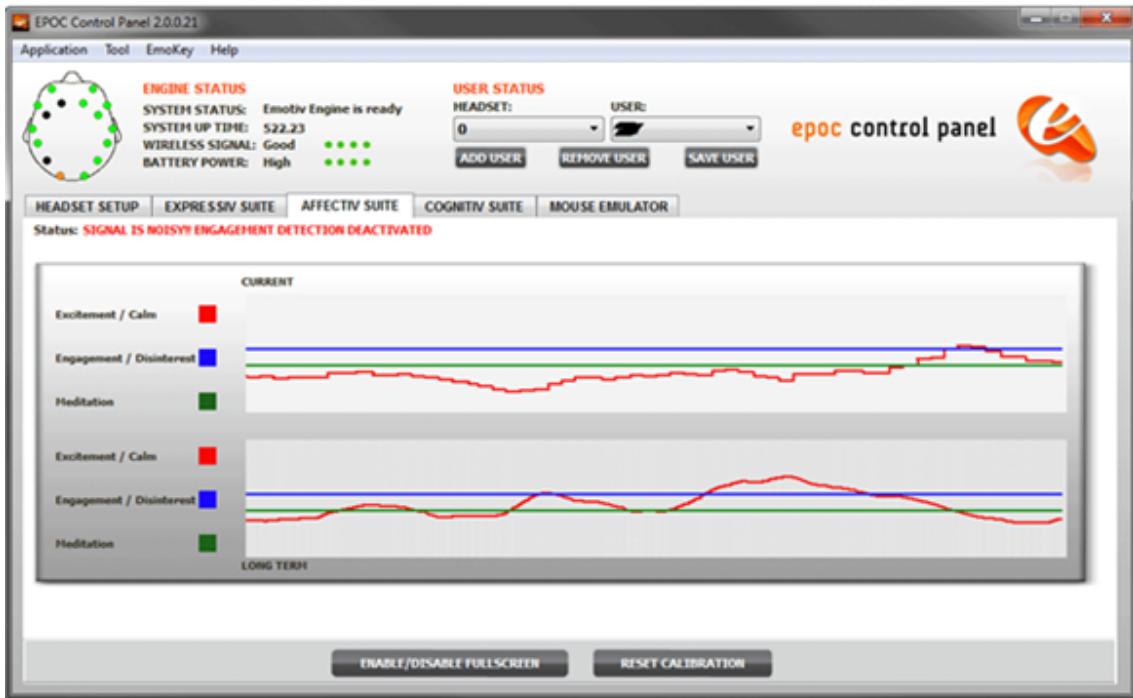 EPOC Control Panel 2.0.0.21
Application Tool EmoKey Help
ENGINE STATUS
SYSTEM STATUS: Emotiv Engine is ready
SYSTEM UP TIME: 522.23
WIRELESS SIGNAL: Good
BATTERY POWER: High
USER STATUS
HEADSET: USER:
0
ADD USER REMOVE USER SAVE USER
epoc control panel
HEADSET SETUP EXPRESSIV SUITE AFFECTIV SUITE COGNITIV SUITE MOUSE EMULATOR
Status: SIGNAL IS NOISY!! ENGAGEMENT DETECTION DEACTIVATED
CURRENT
Excitement / Calm
Engagement / Disinterest
Meditation
Excitement / Calm
Engagement / Disinterest
Meditation
LONG TERM
ENABLE/DISABLE FULLSCREEN RESET CALIBRATION